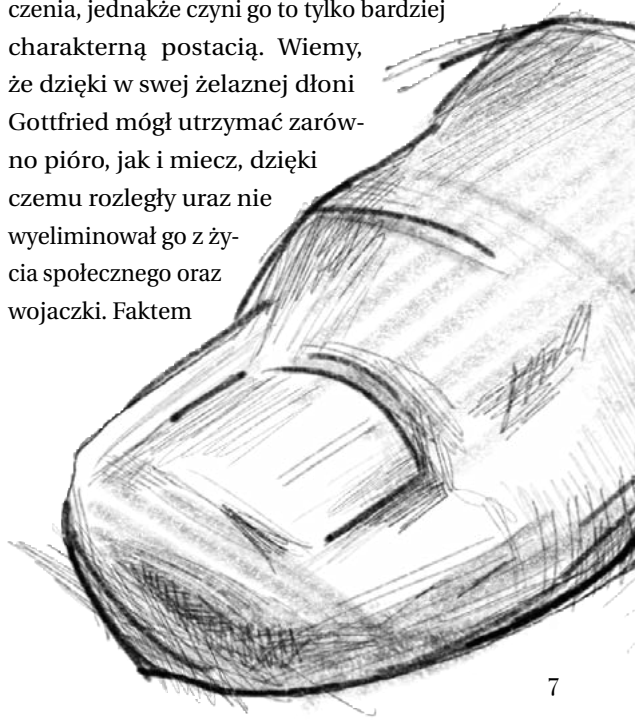 czenia, jednakże czyni go to tylko bardziej
charakterną postacią. Wiemy,
że dzięki w swej żelaznej dłoni
Gottfried mógł utrzymać zarów-
no pióro, jak i miecz, dzięki
czemu rozległy uraz nie
wyeliminował go z ży-
cia społecznego oraz
wojaczki. Faktem
7